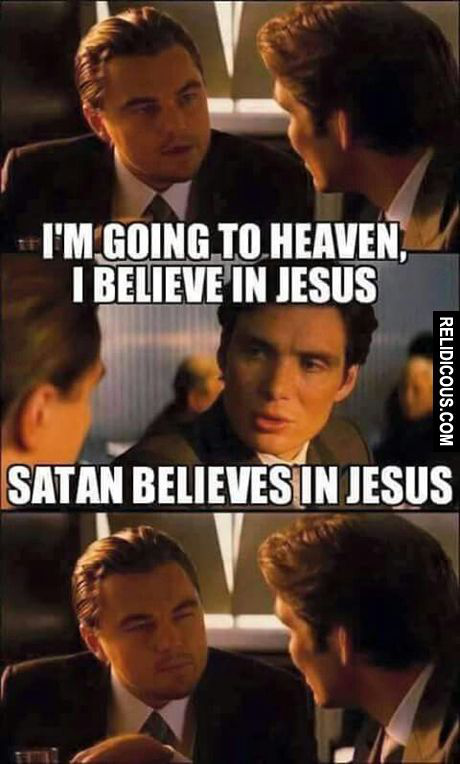 I'M GOING TO HEAVEN,
I BELIEVE IN JESUS
RELIDICOUS.COM
SATAN BELIEVES IN JESUS